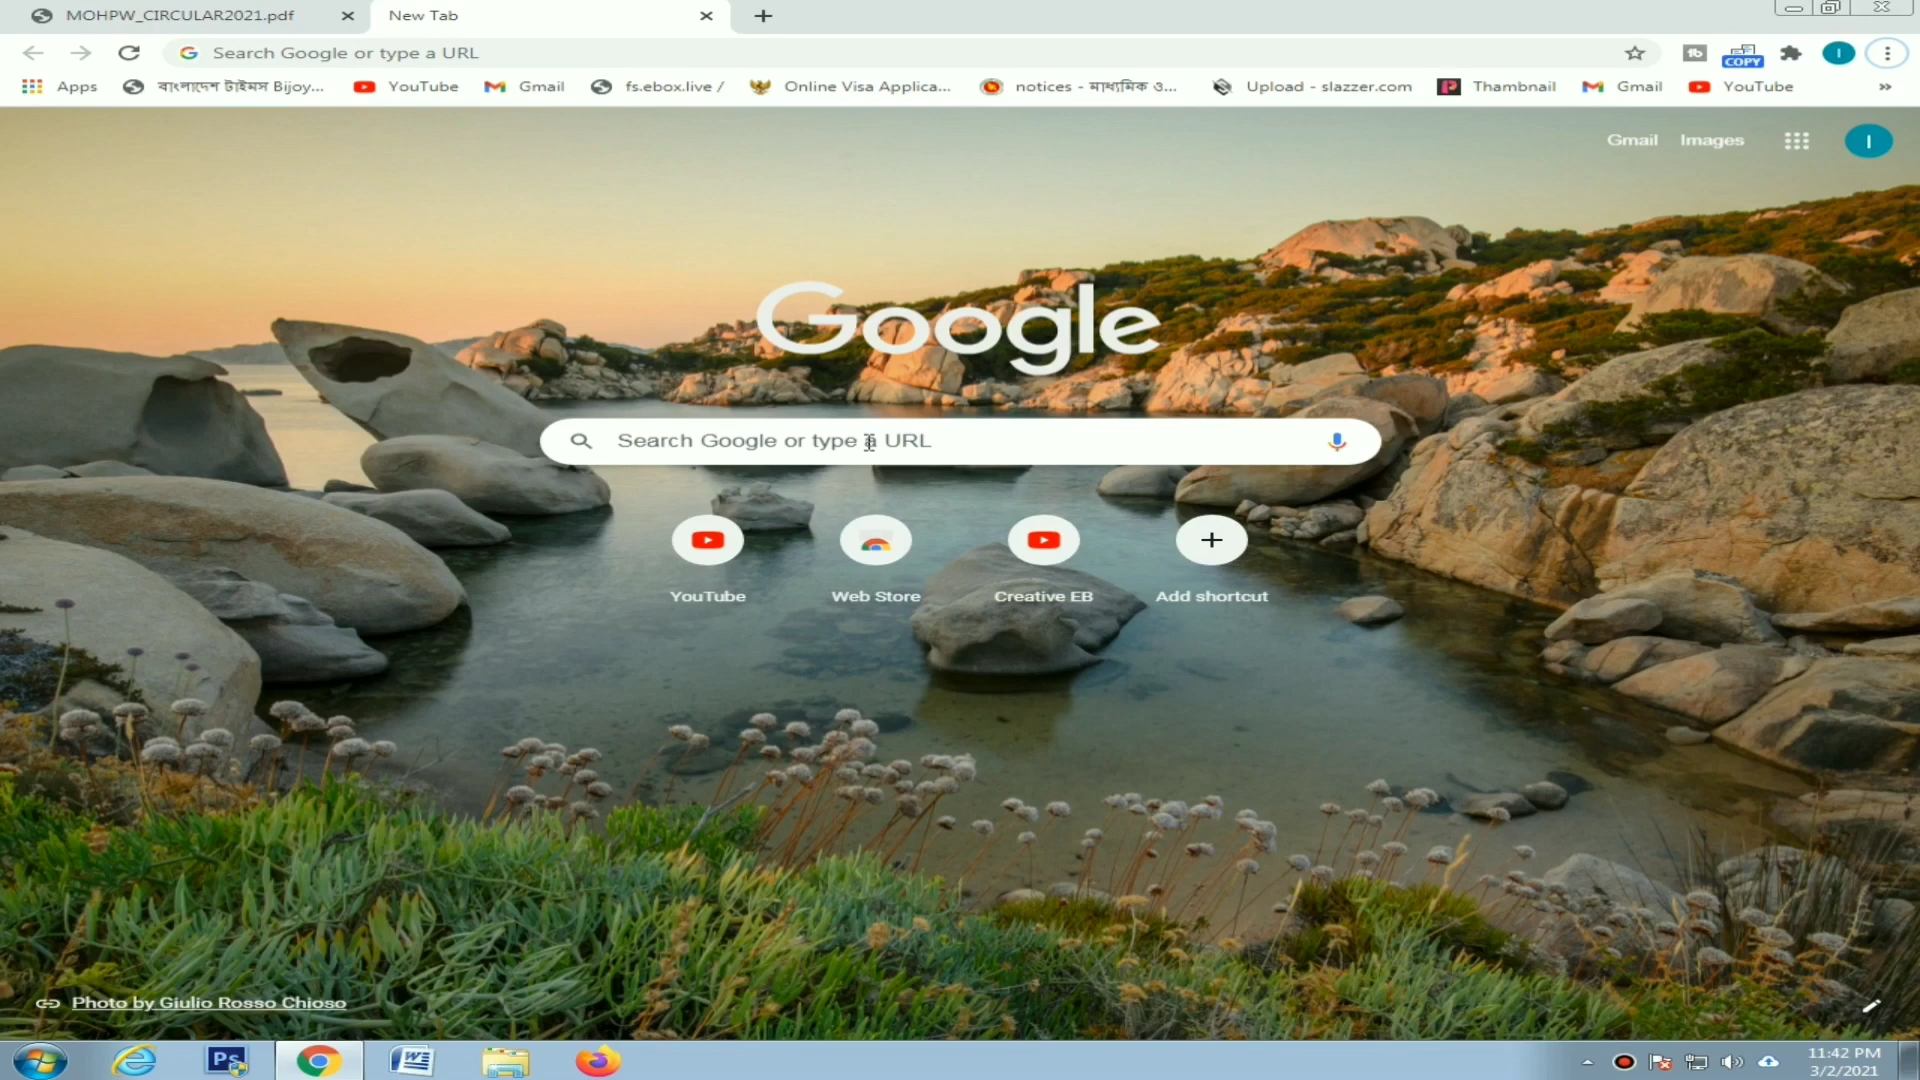 MOHPW_CIRCULAR2021.pdf
New Tab
Search Google or type a URL
COPY
I
Apps
বাংলাদেশ টাইমস Bijoy...
YouTube
Gmail
fs.ebox.live /
Online Visa Applica...
notices - মাধ্যমিক ও...
Upload - slazzer.com
Thambnail
Gmail
YouTube
Gmail
Images
I
Google
Search Google or type a URL
YouTube
Web Store
Creative EB
Add shortcut
Photo by Giulio Rosso Chioso
Ps
11:42 PM
3/2/2021